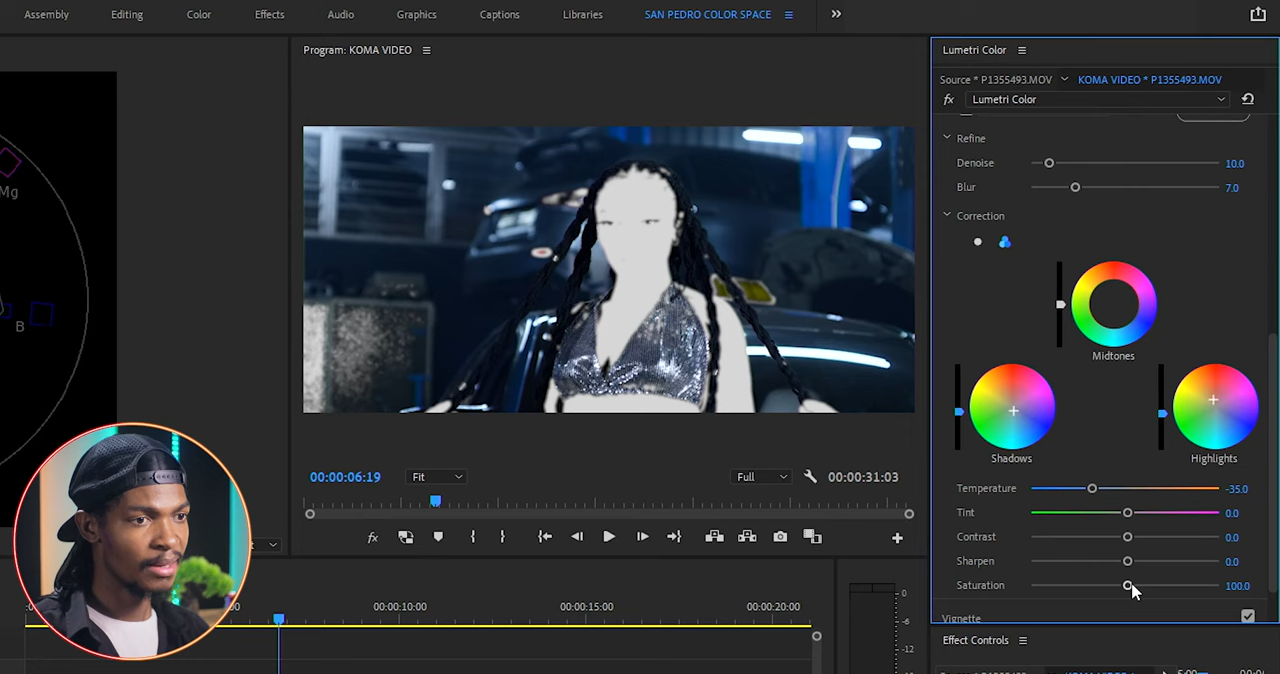 Assembly Editing Color Effects Audio Graphics Captions Libraries SAN PEDRO COLOR SPACE
Program: KOMA VIDEO
Mg
B
00:00:06:19 Fit Full 00:00:31:03
00:00:10:00 00:00:15:00 00:00:20:00
0
-6
-12
Lumetri Color
Source * P1355493.MOV KOMA VIDEO * P1355493.MOV
fx Lumetri Color
Refine
Denoise 10.0
Blur 7.0
Correction
Midtones
Shadows Highlights
Temperature -35.0
Tint 0.0
Contrast 0.0
Sharpen 0.0
Saturation 100.0
Vignette
Effect Controls
fx